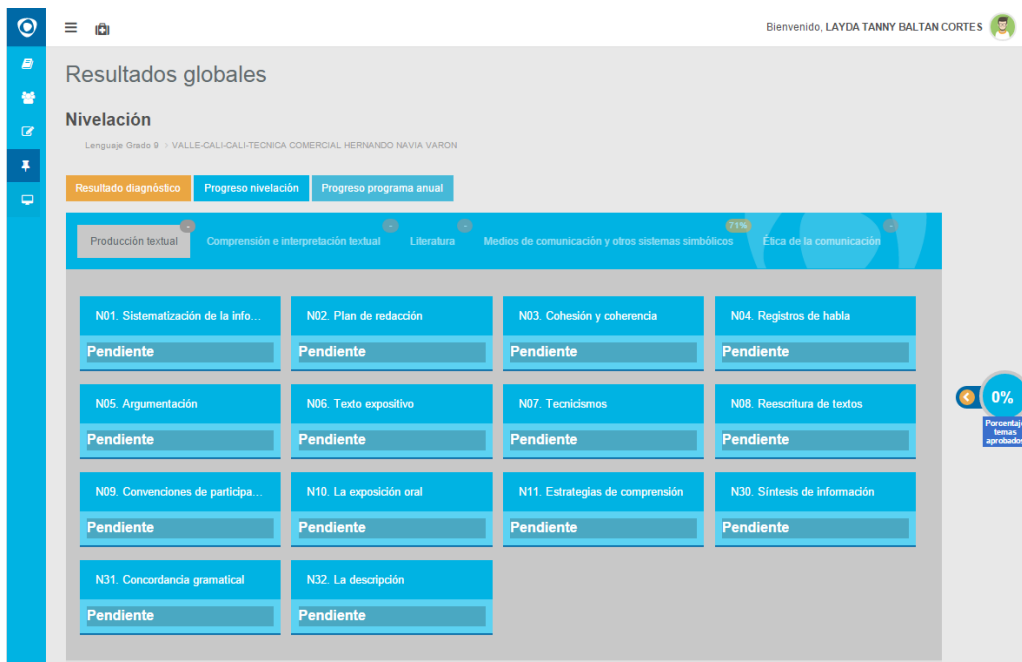 Bienvenido, LAYDA TANNY BALTAN CORTES
Resultados globales
Nivelación
Lenguaje Grado 9 > VALLE-CALI-CALI-TECNICA COMERCIAL HERNANDO NAVIA VARON
Resultado diagnóstico Progreso nivelación Progreso programa anual
- - - 71% -
Producción textual Comprensión e interpretación textual Literatura Medios de comunicación y otros sistemas simbólicos Ética de la comunicación
N01. Sistematización de la info... N02. Plan de redacción N03. Cohesión y coherencia N04. Registros de habla
Pendiente Pendiente Pendiente Pendiente
N05. Argumentación N06. Texto expositivo N07. Tecnicismos N08. Reescritura de textos
Pendiente Pendiente Pendiente Pendiente
N09. Convenciones de participa... N10. La exposición oral N11. Estrategias de comprensión N30. Síntesis de información
Pendiente Pendiente Pendiente Pendiente
N31. Concordancia gramatical N32. La descripción
Pendiente Pendiente
0%
Porcentaje
temas
aprobados